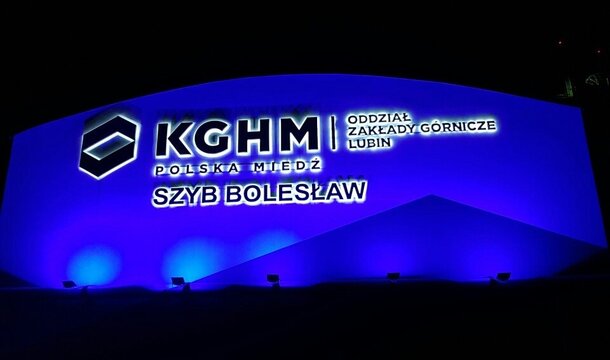 KGHM
POLSKA MIEDŹ
ODDZIAŁ
ZAKŁADY GÓRNICZE
LUBIN
SZYB BOLESŁAW